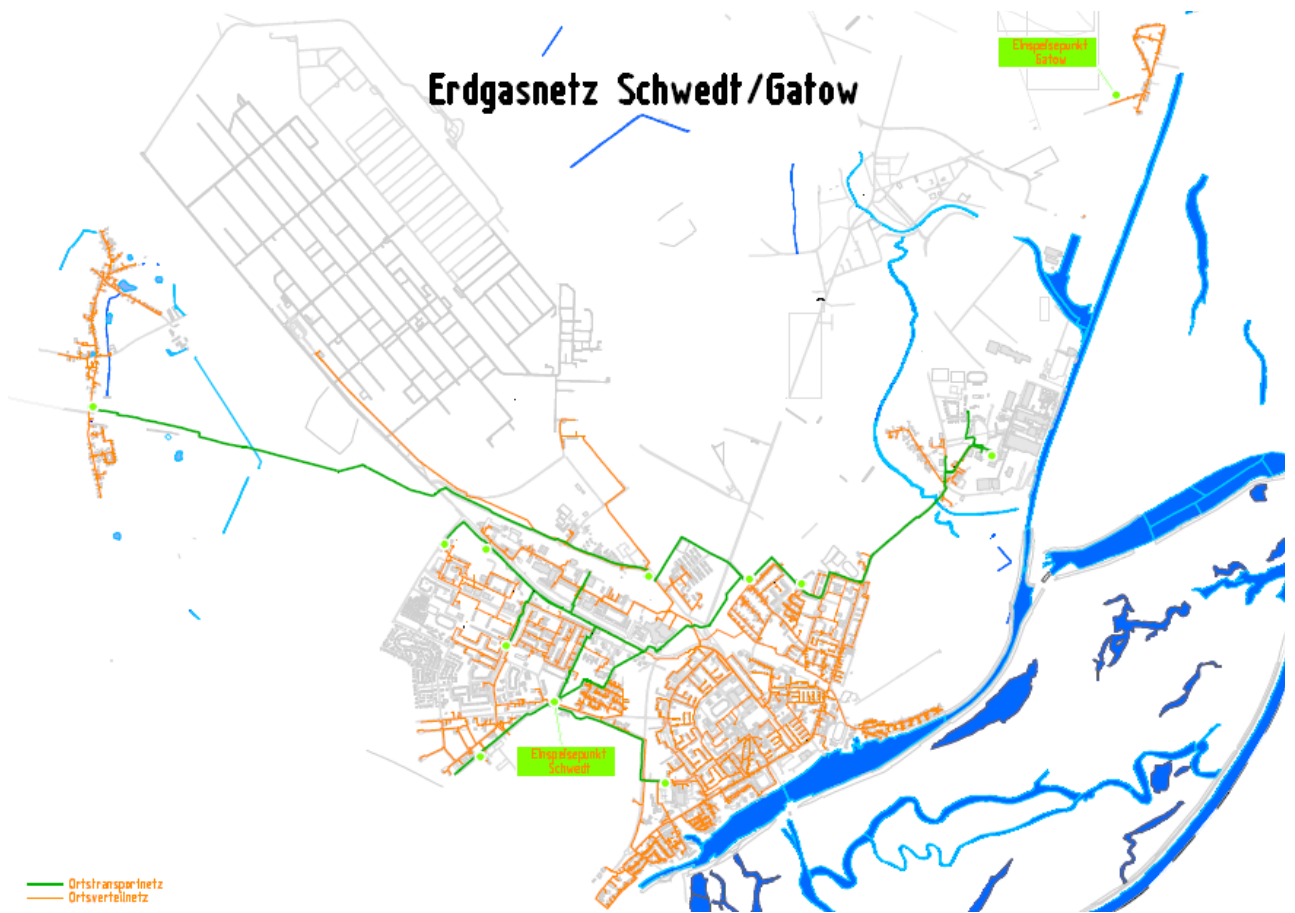 Einspeisepunkt
Gatow
Erdgasnetz Schwedt/Gatow
Einspeisepunkt
Schwedt
Ortstransportnetz
Ortsverteilnetz